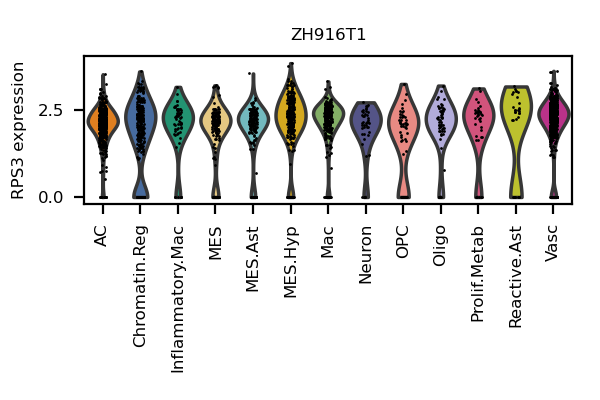 ZH916T1
RPS3 expression
2.5
0.0
AC
Chromatin.Reg
Inflammatory.Mac
MES
MES.Ast
MES.Hyp
Mac
Neuron
OPC
Oligo
Prolif.Metab
Reactive.Ast
Vasc